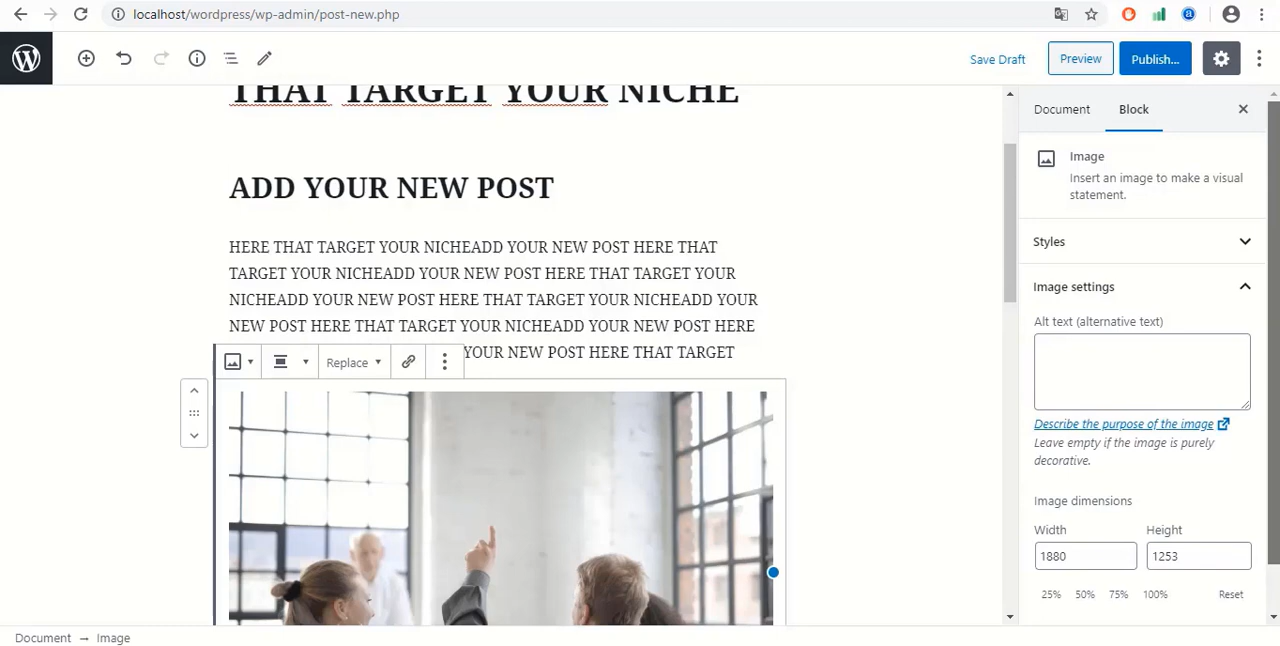 localhost/wordpress/wp-admin/post-new.php
Save Draft
Preview
Publish...
THAT TARGET YOUR NICHE
ADD YOUR NEW POST
HERE THAT TARGET YOUR NICHEADD YOUR NEW POST HERE THAT
TARGET YOUR NICHEADD YOUR NEW POST HERE THAT TARGET YOUR
NICHEADD YOUR NEW POST HERE THAT TARGET YOUR NICHEADD YOUR
NEW POST HERE THAT TARGET YOUR NICHEADD YOUR NEW POST HERE
YOUR NEW POST HERE THAT TARGET
Replace
Document
Block
Image
Insert an image to make a visual
statement.
Styles
Image settings
Alt text (alternative text)
Describe the purpose of the image
Leave empty if the image is purely
decorative.
Image dimensions
Width
Height
1880
1253
25%
50%
75%
100%
Reset
Document → Image